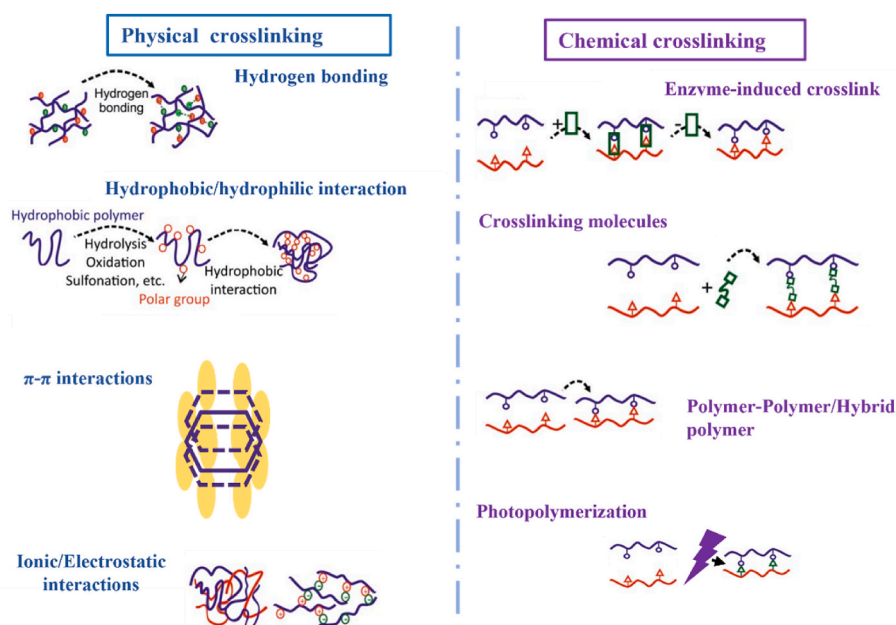 Physical crosslinking
Hydrogen bonding
Hydrogen
bonding
Hydrophobic/hydrophilic interaction
Hydrophobic polymer
Hydrolysis
Oxidation
Sulfonation, etc.
Polar group
Hydrophobic
interaction
π-π interactions
Ionic/Electrostatic
interactions
Chemical crosslinking
Enzyme-induced crosslink
+
-
Crosslinking molecules
+
Polymer-Polymer/Hybrid
polymer
Photopolymerization